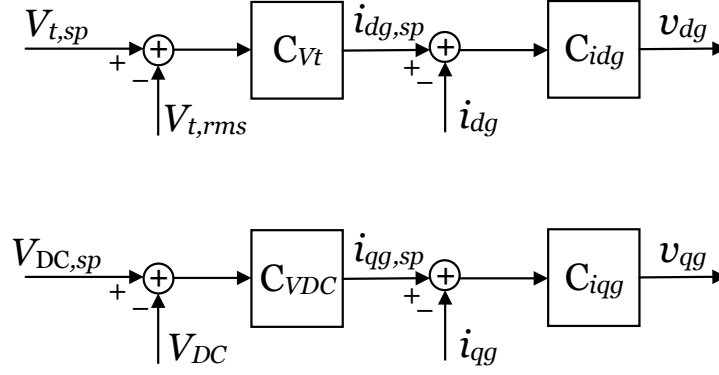 V_{t,sp} + + − V_{t,rms} C_{Vt} i_{dg,sp} + + − i_{dg} C_{idg} v_{dg}
V_{DC,sp} + + − V_{DC} C_{VDC} i_{qg,sp} + + − i_{qg} C_{iqg} v_{qg}